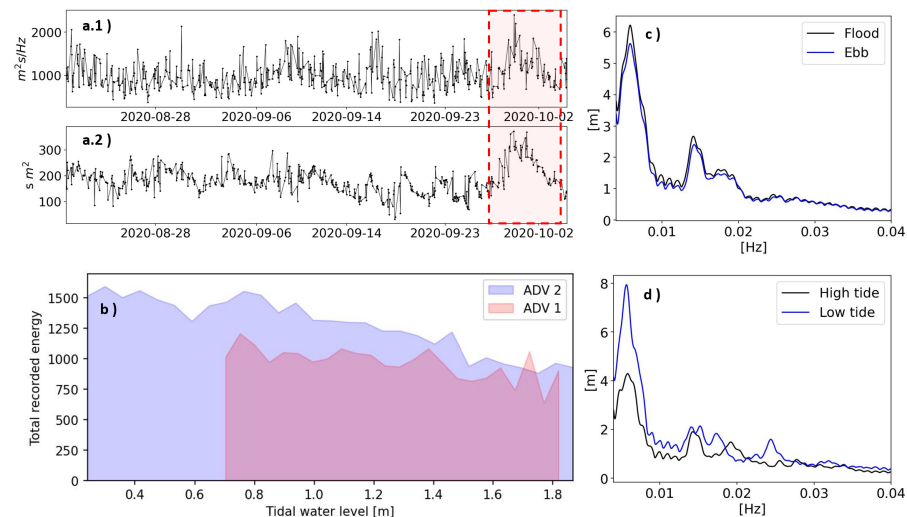 a.1 )
2000
1000
m²s/Hz
2020-08-28 2020-09-06 2020-09-14 2020-09-23 2020-10-02
a.2 )
300
200
100
s m²
2020-08-28 2020-09-06 2020-09-14 2020-09-23 2020-10-02
c )
Flood
Ebb
6
5
4
3
2
1
0
[m]
0.01 0.02 0.03 0.04
[Hz]
b )
ADV 2
ADV 1
1500
1250
1000
750
500
250
0
Total recorded energy
0.4 0.6 0.8 1.0 1.2 1.4 1.6 1.8
Tidal water level [m]
d )
High tide
Low tide
8
6
4
2
0
[m]
0.01 0.02 0.03 0.04
[Hz]